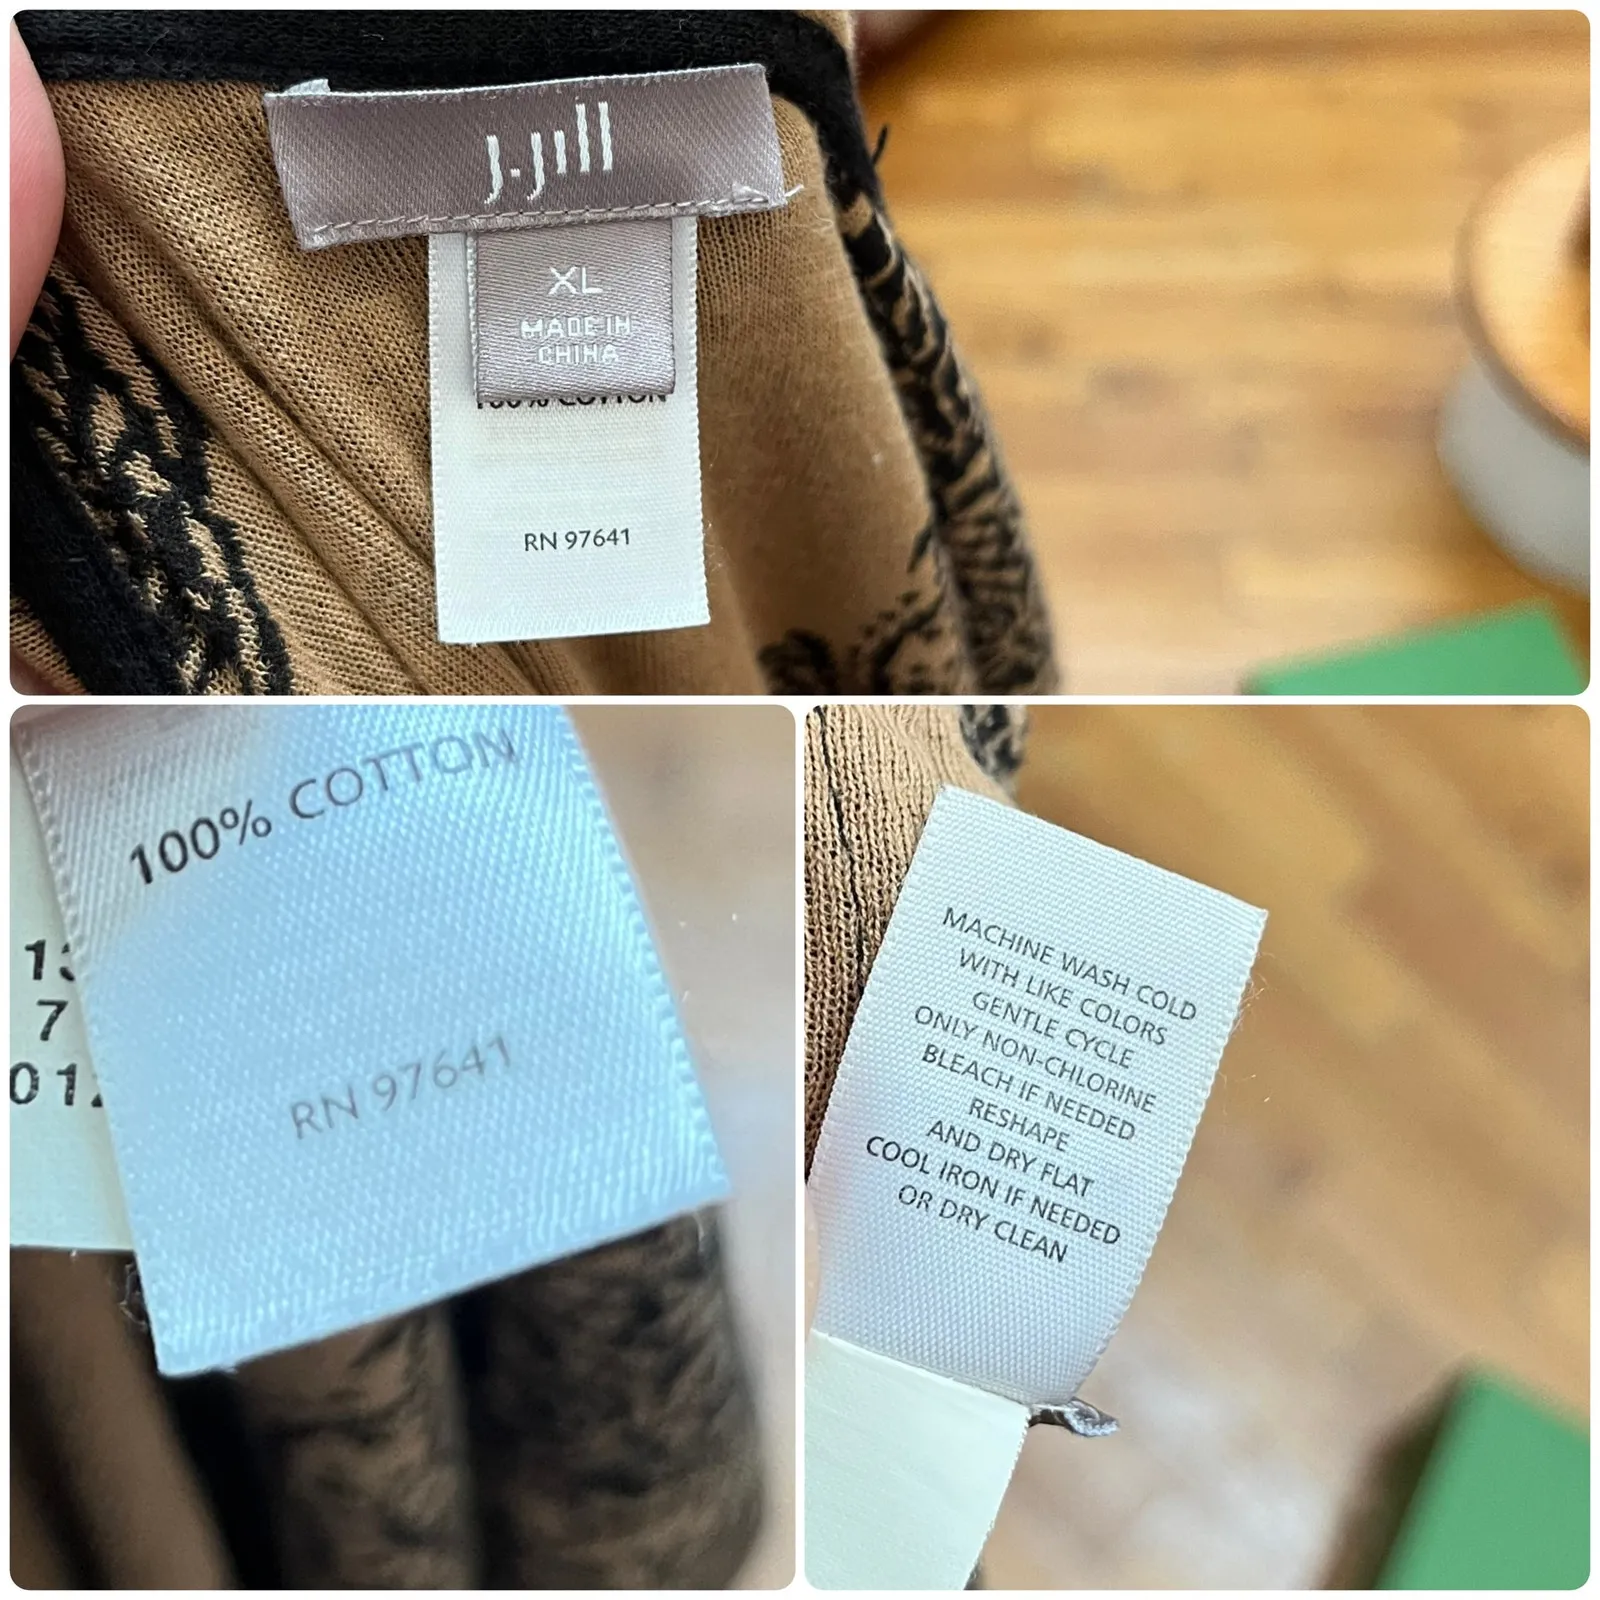 j.jill
XL
MADE IN
CHINA
100% COTTON
RN 97641
100% COTTON
RN 97641
7
MACHINE WASH COLD
WITH LIKE COLORS
GENTLE CYCLE
ONLY NON-CHLORINE
BLEACH IF NEEDED
RESHAPE
AND DRY FLAT
COOL IRON IF NEEDED
OR DRY CLEAN